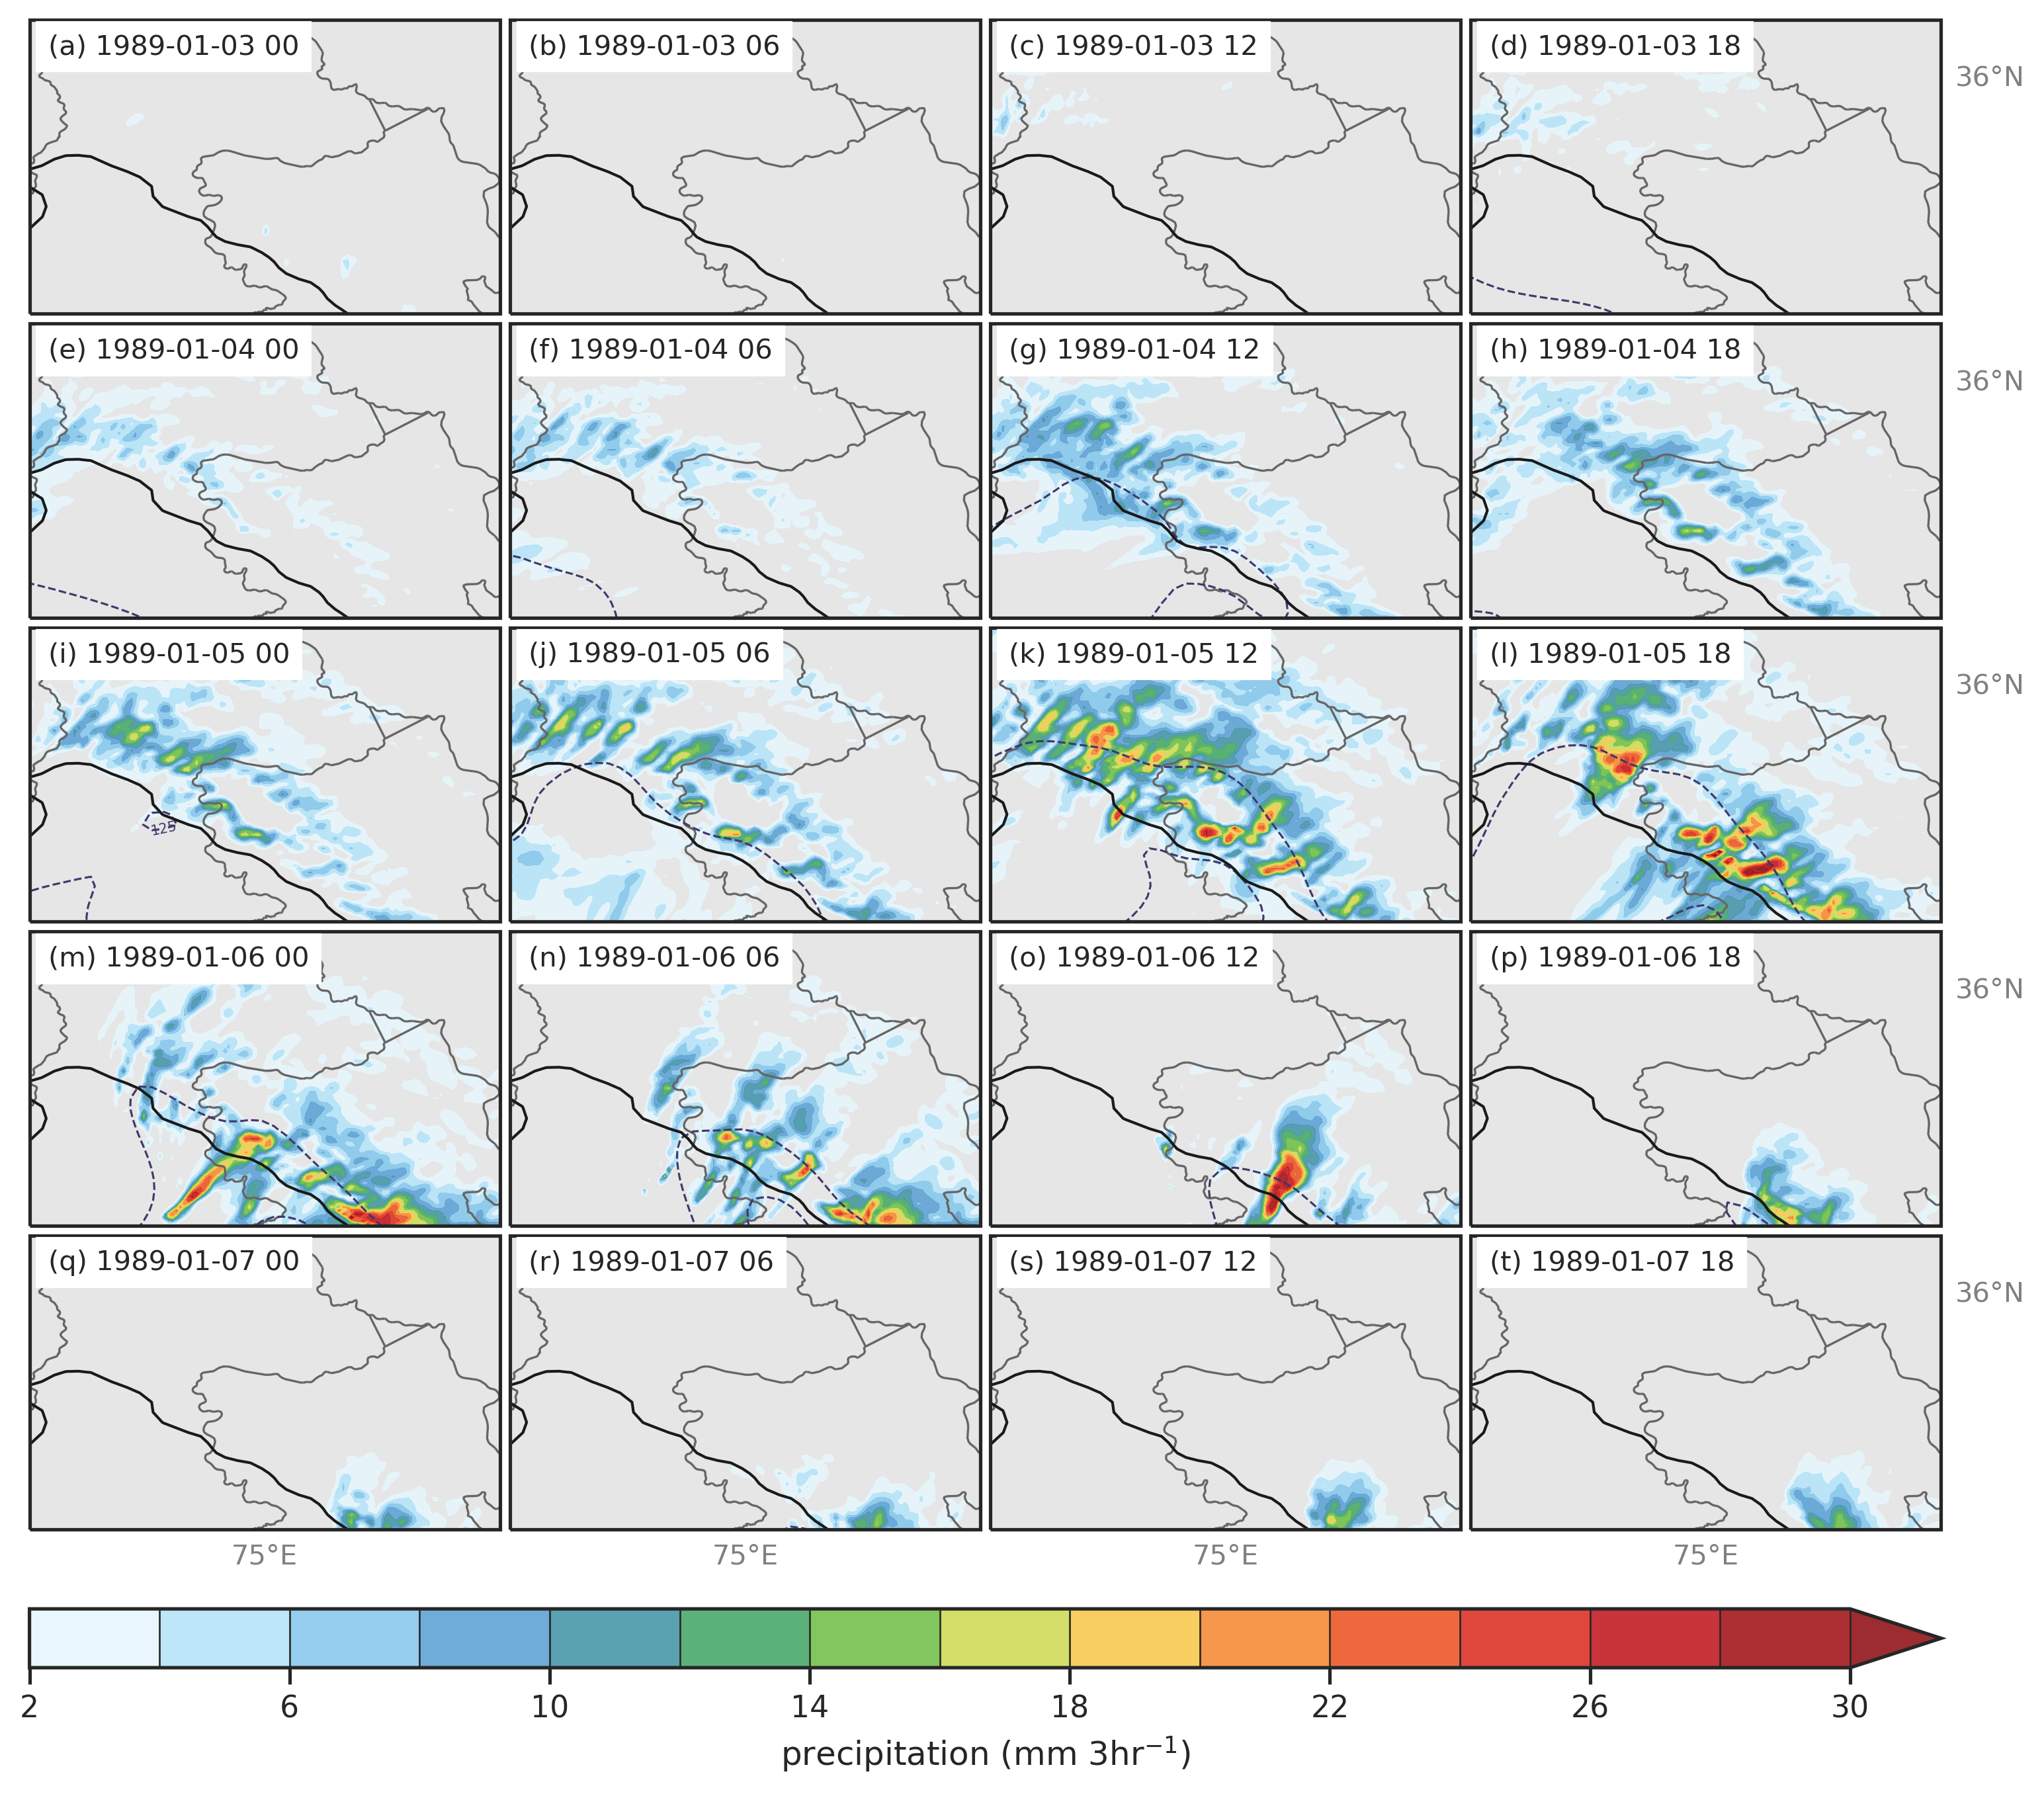 (a) 1989-01-03 00
(b) 1989-01-03 06
(c) 1989-01-03 12
(d) 1989-01-03 18
36°N
(e) 1989-01-04 00
(f) 1989-01-04 06
(g) 1989-01-04 12
(h) 1989-01-04 18
36°N
(i) 1989-01-05 00
(j) 1989-01-05 06
(k) 1989-01-05 12
(l) 1989-01-05 18
36°N
125
(m) 1989-01-06 00
(n) 1989-01-06 06
(o) 1989-01-06 12
(p) 1989-01-06 18
36°N
(q) 1989-01-07 00
(r) 1989-01-07 06
(s) 1989-01-07 12
(t) 1989-01-07 18
36°N
75°E 75°E 75°E 75°E
2 6 10 14 18 22 26 30
precipitation (mm 3hr⁻¹)